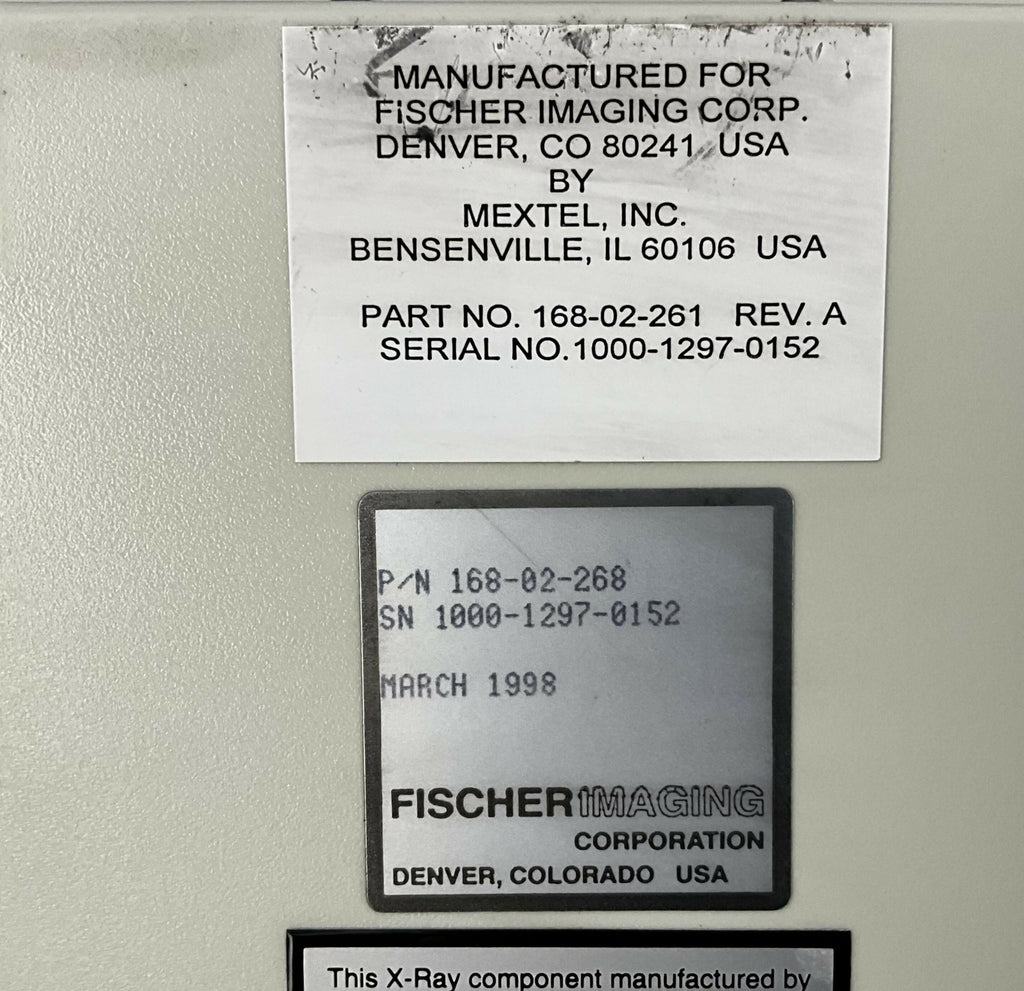 MANUFACTURED FOR
FISCHER IMAGING CORP.
DENVER, CO 80241 USA
BY
MEXTEL, INC.
BENSENVILLE, IL 60106 USA
PART NO. 168-02-261 REV. A
SERIAL NO.1000-1297-0152
P/N 168-02-268
SN 1000-1297-0152
MARCH 1998
FISCHER IMAGING
CORPORATION
DENVER, COLORADO USA
This X-Ray component manufactured by